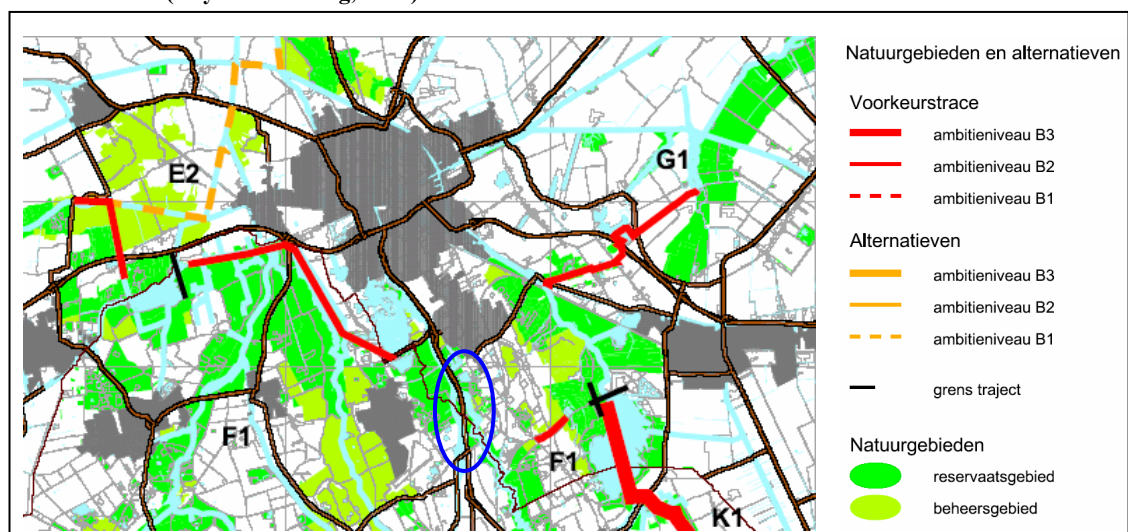 Natuurgebieden en alternatieven
Voorkeurstrace
ambitieniveau B3
ambitieniveau B2
ambitieniveau B1
Alternatieven
ambitieniveau B3
ambitieniveau B2
ambitieniveau B1
grens traject
Natuurgebieden
reservaatsgebied
beheersgebied
E2
G1
F1
F1
K1